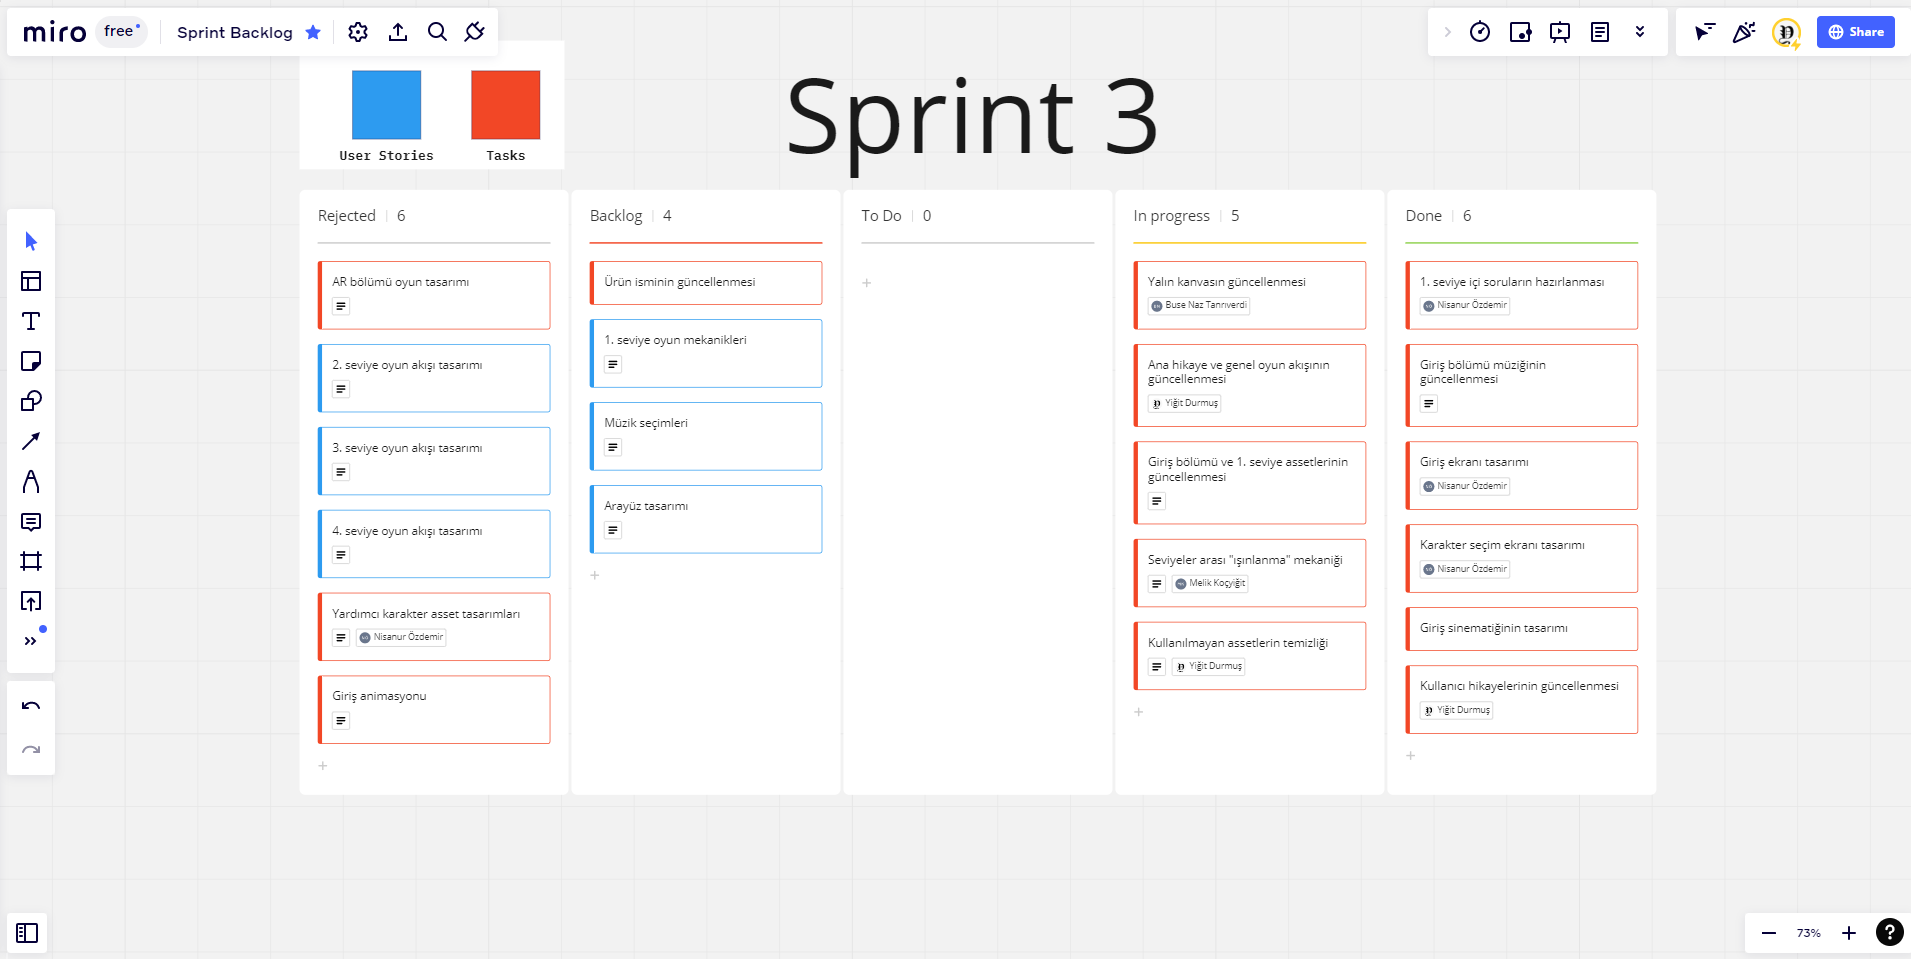 miro
free
Sprint Backlog
Share
Sprint 3
User Stories
Tasks
Rejected 6
AR bölümü oyun tasarımı
2. seviye oyun akışı tasarımı
3. seviye oyun akışı tasarımı
4. seviye oyun akışı tasarımı
Yardımcı karakter asset tasarımları
Nisanur Özdemir
Giriş animasyonu
Backlog 4
Ürün isminin güncellenmesi
1. seviye oyun mekanikleri
Müzik seçimleri
Arayüz tasarımı
To Do 0
In progress 5
Yalın kanvasın güncellenmesi
Buse Naz Tanrıverdi
Ana hikaye ve genel oyun akışının
güncellenmesi
Yiğit Durmuş
Giriş bölümü ve 1. seviye assetlerinin
güncellenmesi
Seviyeler arası "ışınlanma" mekaniği
Melik Koçyiğit
Kullanılmayan assetlerin temizliği
Yiğit Durmuş
Done 6
1. seviye içi soruların hazırlanması
Nisanur Özdemir
Giriş bölümü müziğinin
güncellenmesi
Giriş ekranı tasarımı
Nisanur Özdemir
Karakter seçim ekranı tasarımı
Nisanur Özdemir
Giriş sinematiğinin tasarımı
Kullanıcı hikayelerinin güncellenmesi
Yiğit Durmuş
73%